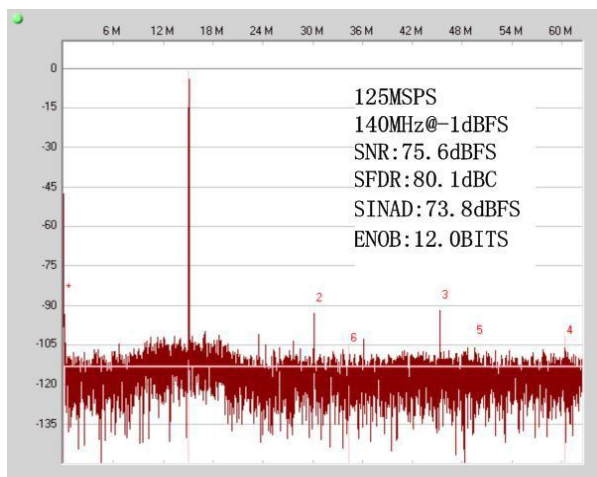 6 M 12 M 18 M 24 M 30 M 36 M 42 M 48 M 54 M 60 M
0
-15
-30
-45
-60
-75
-90
-105
-120
-135
125MSPS
140MHz@-1dBFS
SNR:75.6dBFS
SFDR:80.1dBC
SINAD:73.8dBFS
ENOB:12.0BITS
+
2
3
6
5
4